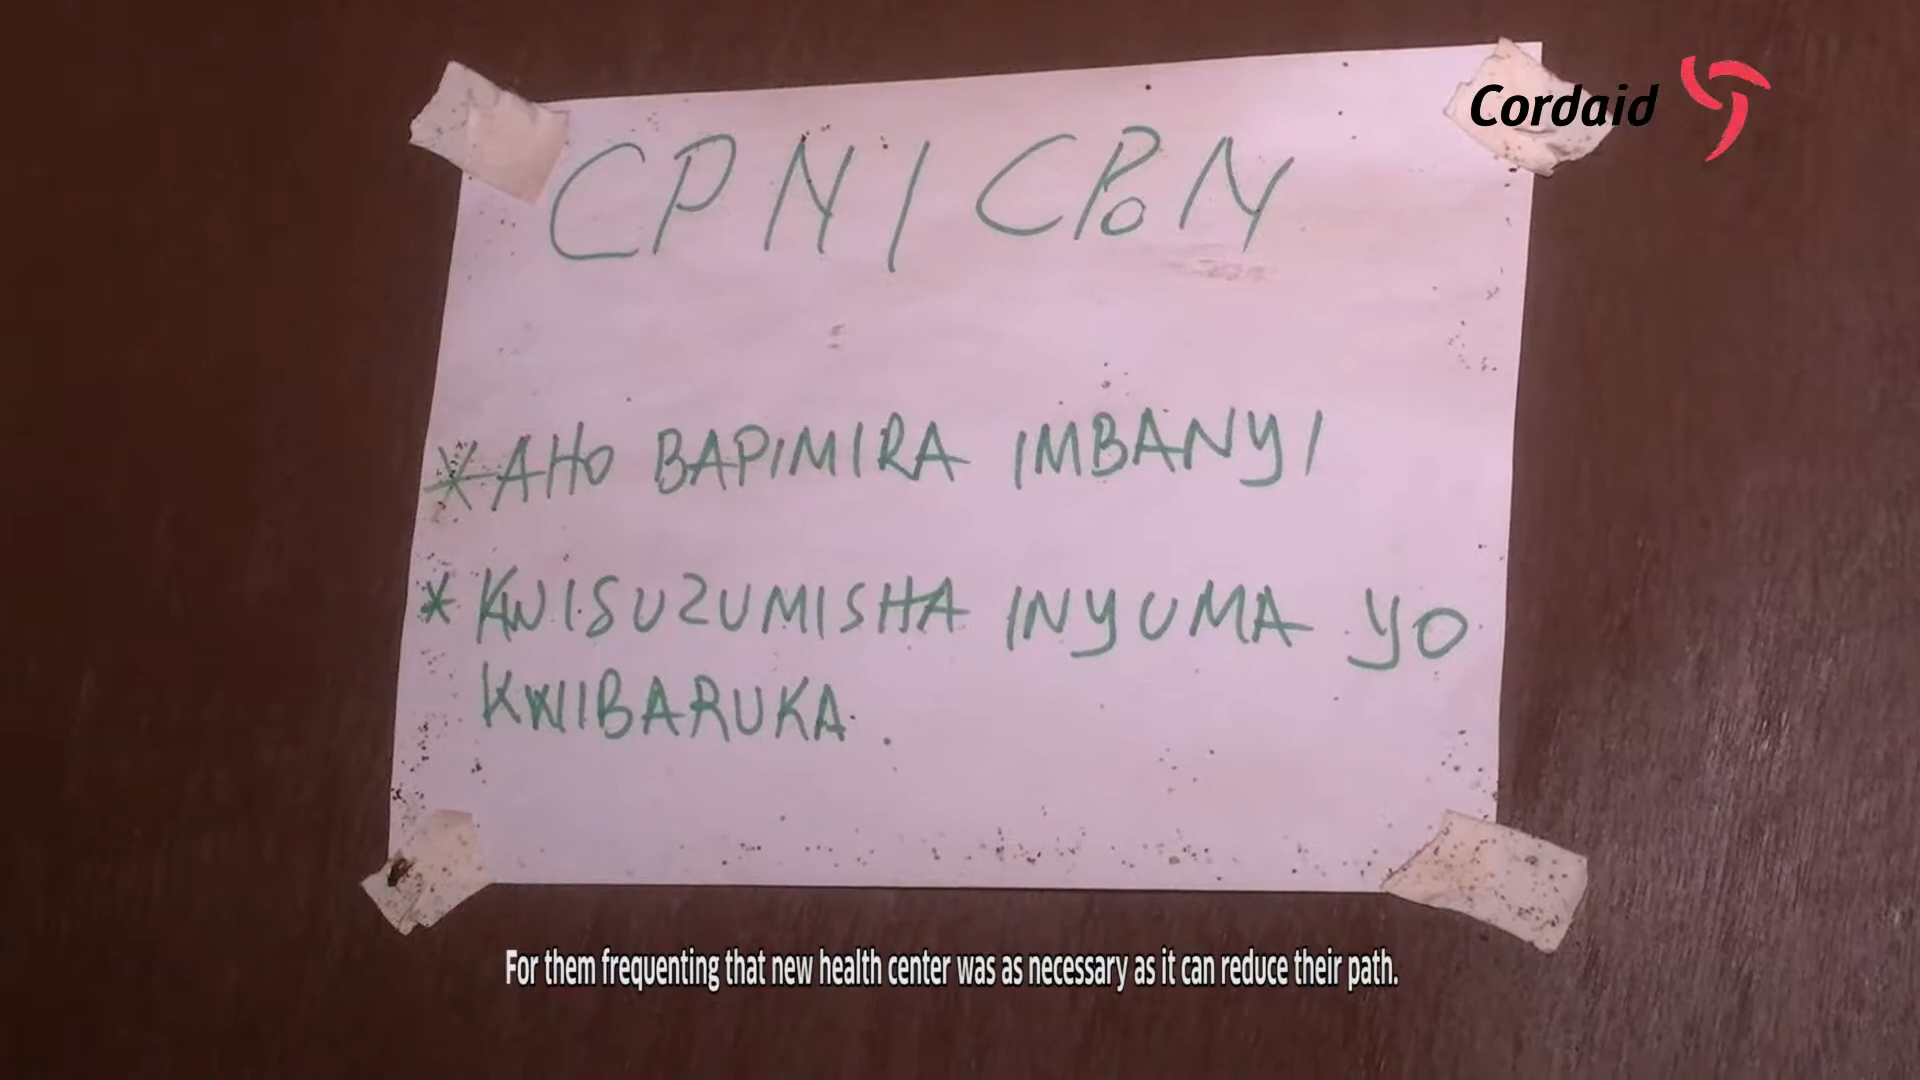 Cordaid
CPN/CPoN
* AHO BAPIMIRA IMBANYI
* KWISUZUMISHA INYUMA YO
KWIBARUKA.
For them frequenting that new health center was as necessary as it can reduce their path.